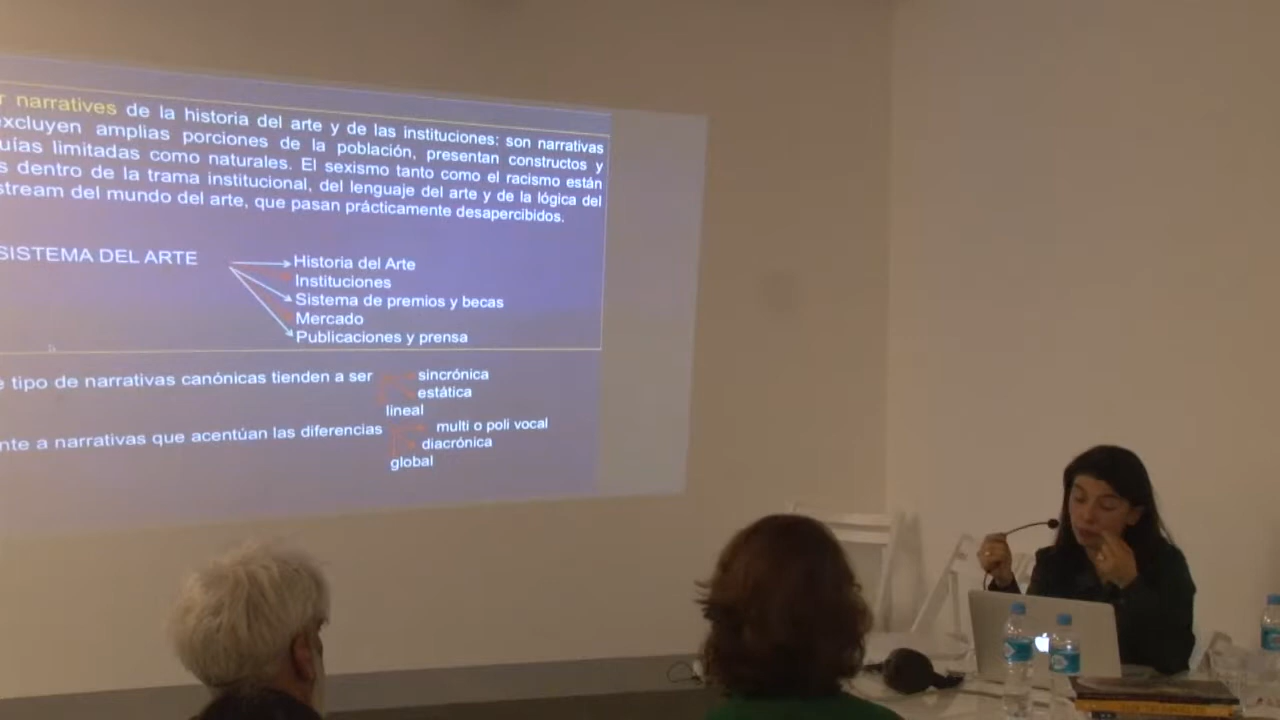 narratives de la historia del arte y de las instituciones: son narrativas
excluyen amplias porciones de la población, presentan constructos y
limitadas como naturales. El sexismo tanto como el racismo están
dentro de la trama institucional, del lenguaje del arte y de la lógica del
stream del mundo del arte, que pasan prácticamente desapercibidos.
SISTEMA DEL ARTE
Historia del Arte
Instituciones
Sistema de premios y becas
Mercado
Publicaciones y prensa
tipo de narrativas canónicas tienden a ser
sincrónica
estática
lineal
a narrativas que acentúan las diferencias
multi o poli vocal
diacrónica
global